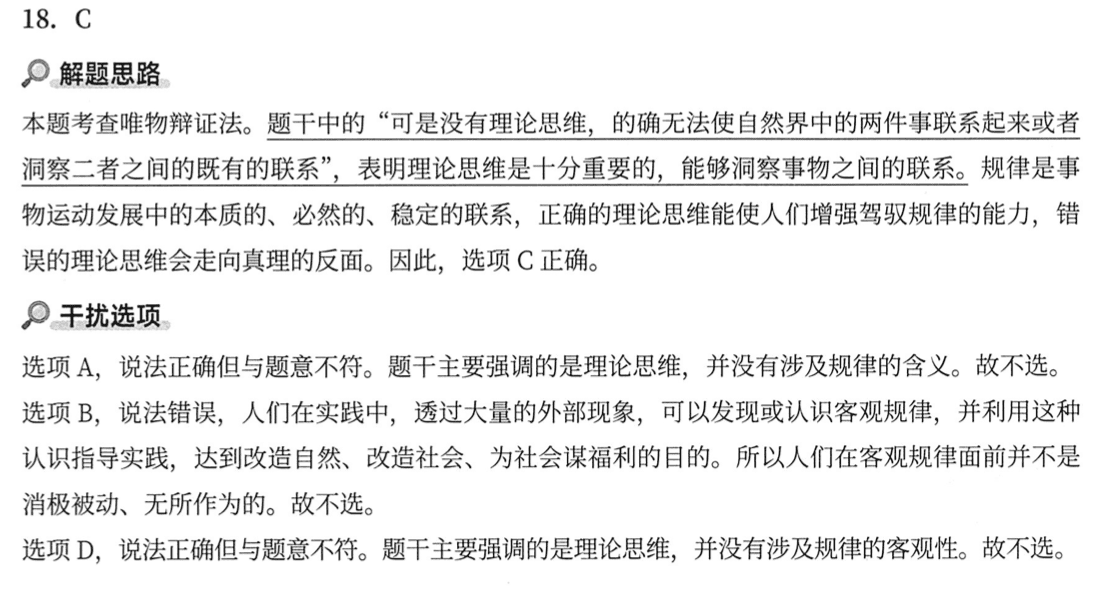 18. C
解题思路
本题考查唯物辩证法。题干中的“可是没有理论思维，的确无法使自然界中的两件事联系起来或者
洞察二者之间的既有的联系”，表明理论思维是十分重要的，能够洞察事物之间的联系。规律是事
物运动发展中的本质的、必然的、稳定的联系，正确的理论思维能使人们增强驾驭规律的能力，错
误的理论思维会走向真理的反面。因此，选项 C 正确。
干扰选项
选项 A，说法正确但与题意不符。题干主要强调的是理论思维，并没有涉及规律的含义。故不选。
选项 B，说法错误，人们在实践中，透过大量的外部现象，可以发现或认识客观规律，并利用这种
认识指导实践，达到改造自然、改造社会、为社会谋福利的目的。所以人们在客观规律面前并不是
消极被动、无所作为的。故不选。
选项 D，说法正确但与题意不符。题干主要强调的是理论思维，并没有涉及规律的客观性。故不选。